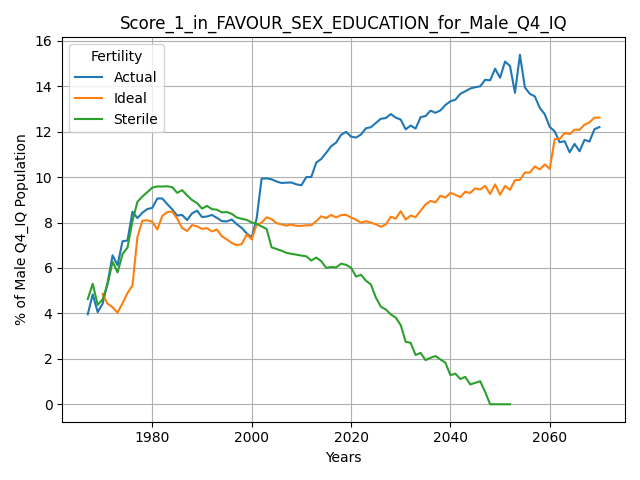 Score_1_in_FAVOUR_SEX_EDUCATION_for_Male_Q4_IQ
Fertility
Actual
Ideal
Sterile
% of Male Q4_IQ Population
16
14
12
10
8
6
4
2
0
1980
2000
2020
2040
2060
Years